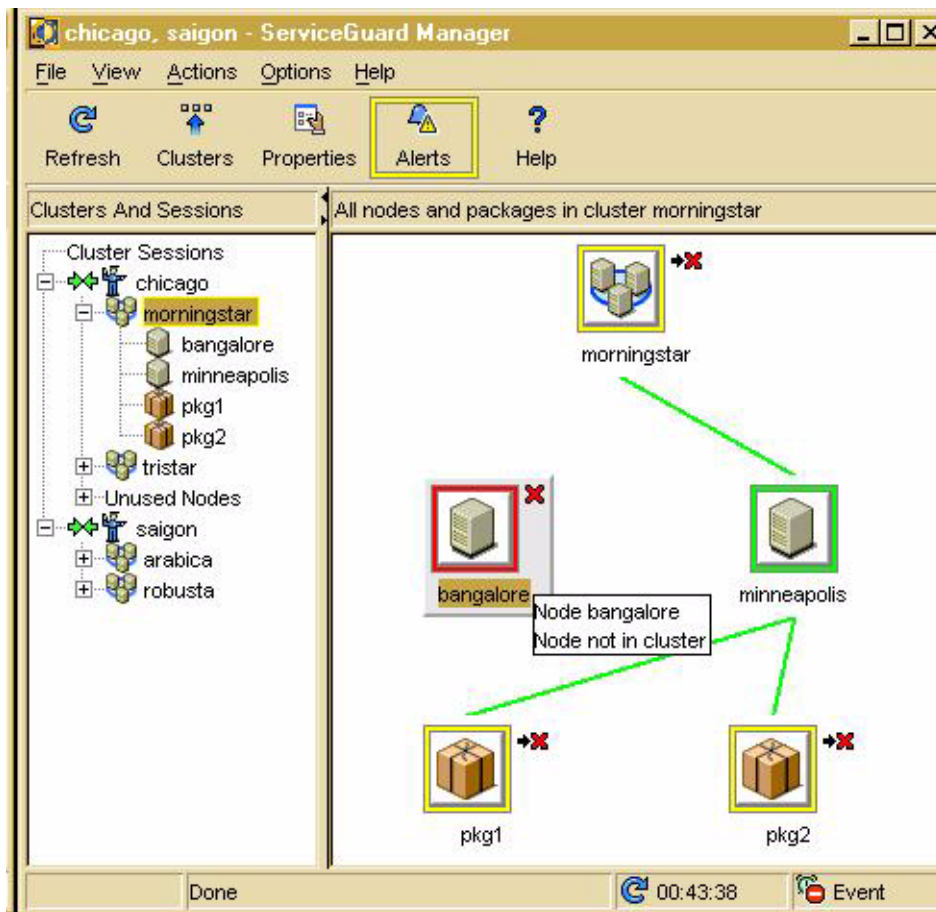 chicago, saigon - ServiceGuard Manager
File View Actions Options Help
Refresh Clusters Properties Alerts Help
Clusters And Sessions
All nodes and packages in cluster morningstar
Cluster Sessions
chicago
morningstar
bangalore
minneapolis
pkg1
pkg2
tristar
Unused Nodes
saigon
arabica
robusta
morningstar
bangalore
minneapolis
Node bangalore
Node not in cluster
pkg1
pkg2
Done
00:43:38
Event